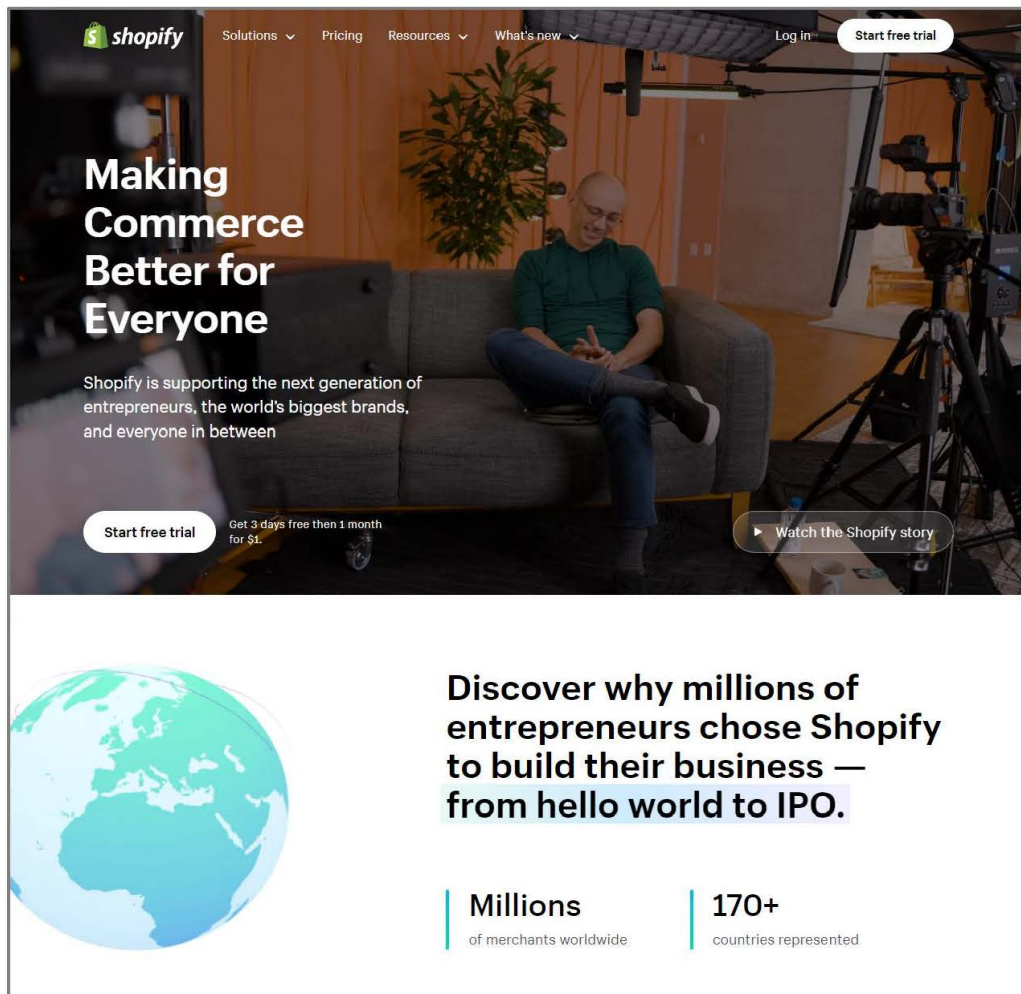 shopify
Solutions Pricing Resources What's new Log in Start free trial
Making
Commerce
Better for
Everyone
Shopify is supporting the next generation of
entrepreneurs, the world's biggest brands,
and everyone in between
Start free trial
Get 3 days free then 1 month
for $1.
Watch the Shopify story
Discover why millions of
entrepreneurs chose Shopify
to build their business —
from hello world to IPO.
Millions
of merchants worldwide
170+
countries represented